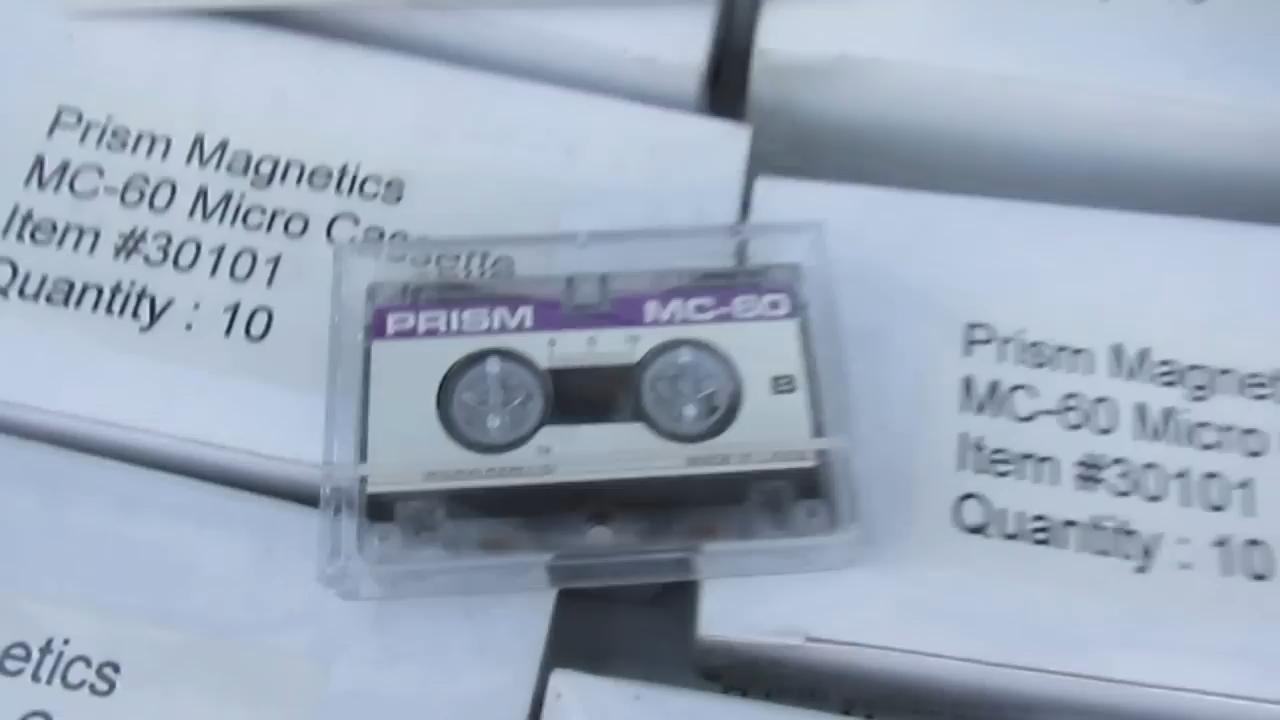 Prism Magnetics
MC-60 Micro Cassette
Item #30101
Quantity : 10
PRISM MC-60
B
Prism Magnet
MC-60 Micro
Item #30101
Quantity : 10
etics